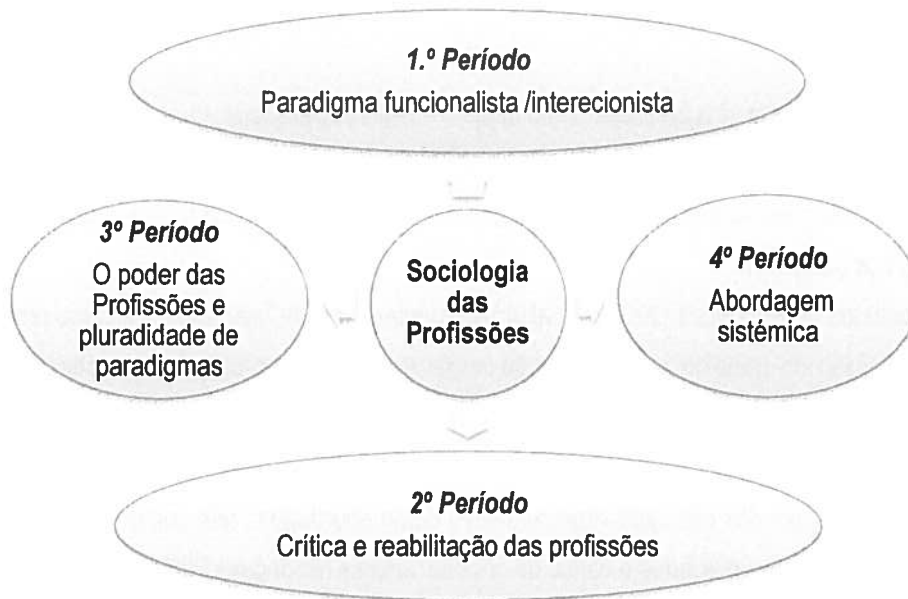 1.º Período
Paradigma funcionalista /interecionista
3º Período
O poder das
Profissões e
pluradidade de
paradigmas
Sociologia
das
Profissões
4º Período
Abordagem
sistémica
2º Período
Crítica e reabilitação das profissões